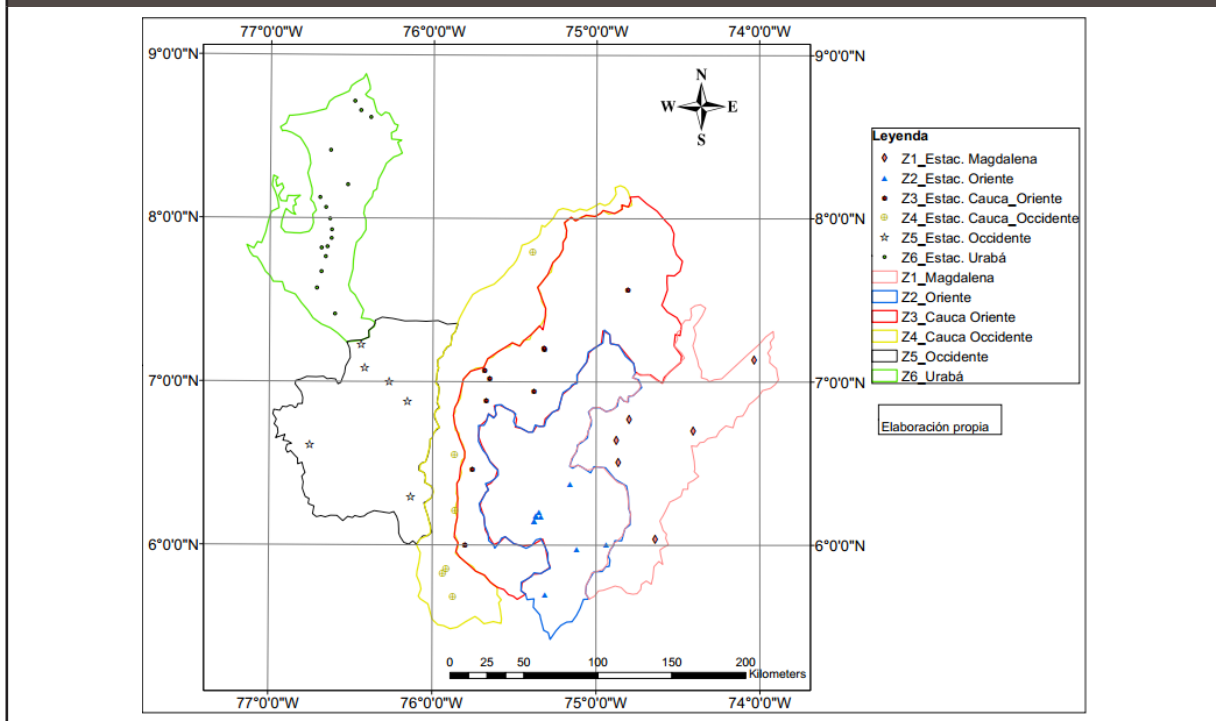 77°0'0"W 76°0'0"W 75°0'0"W 74°0'0"W
9°0'0"N 9°0'0"N
N
W E
S
Leyenda
Z1_Estac. Magdalena
Z2_Estac. Oriente
Z3_Estac. Cauca_Oriente
Z4_Estac. Cauca_Occidente
Z5_Estac. Occidente
Z6_Estac. Urabá
Z1_Magdalena
Z2_Oriente
Z3_Cauca Oriente
Z4_Cauca Occidente
Z5_Occidente
Z6_Urabá
8°0'0"N 8°0'0"N
7°0'0"N 7°0'0"N
Elaboración propia
6°0'0"N 6°0'0"N
0 25 50 100 150 200
Kilometers
77°0'0"W 76°0'0"W 75°0'0"W 74°0'0"W